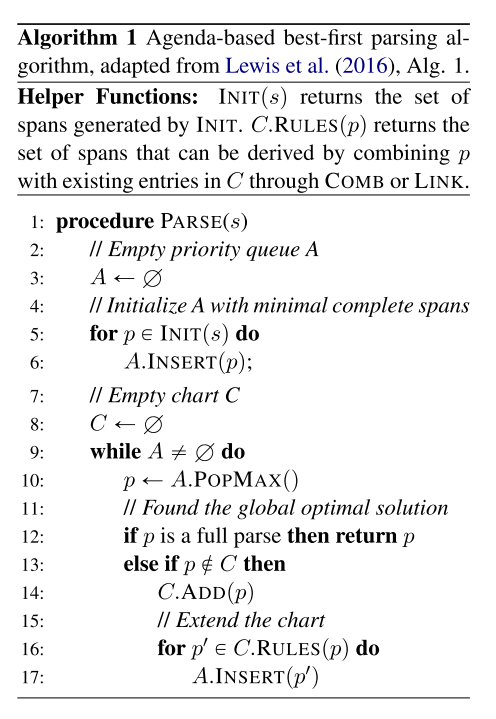 Algorithm 1 Agenda-based best-first parsing al-
gorithm, adapted from Lewis et al. (2016), Alg. 1.
Helper Functions: INIT(s) returns the set of
spans generated by INIT. C.RULES(p) returns the
set of spans that can be derived by combining p
with existing entries in C through COMB or LINK.
1: procedure PARSE(s)
2: // Empty priority queue A
3: A ← ∅
4: // Initialize A with minimal complete spans
5: for p ∈ INIT(s) do
6: A.INSERT(p);
7: // Empty chart C
8: C ← ∅
9: while A ≠ ∅ do
10: p ← A.POPMAX()
11: // Found the global optimal solution
12: if p is a full parse then return p
13: else if p ∉ C then
14: C.ADD(p)
15: // Extend the chart
16: for p′ ∈ C.RULES(p) do
17: A.INSERT(p′)